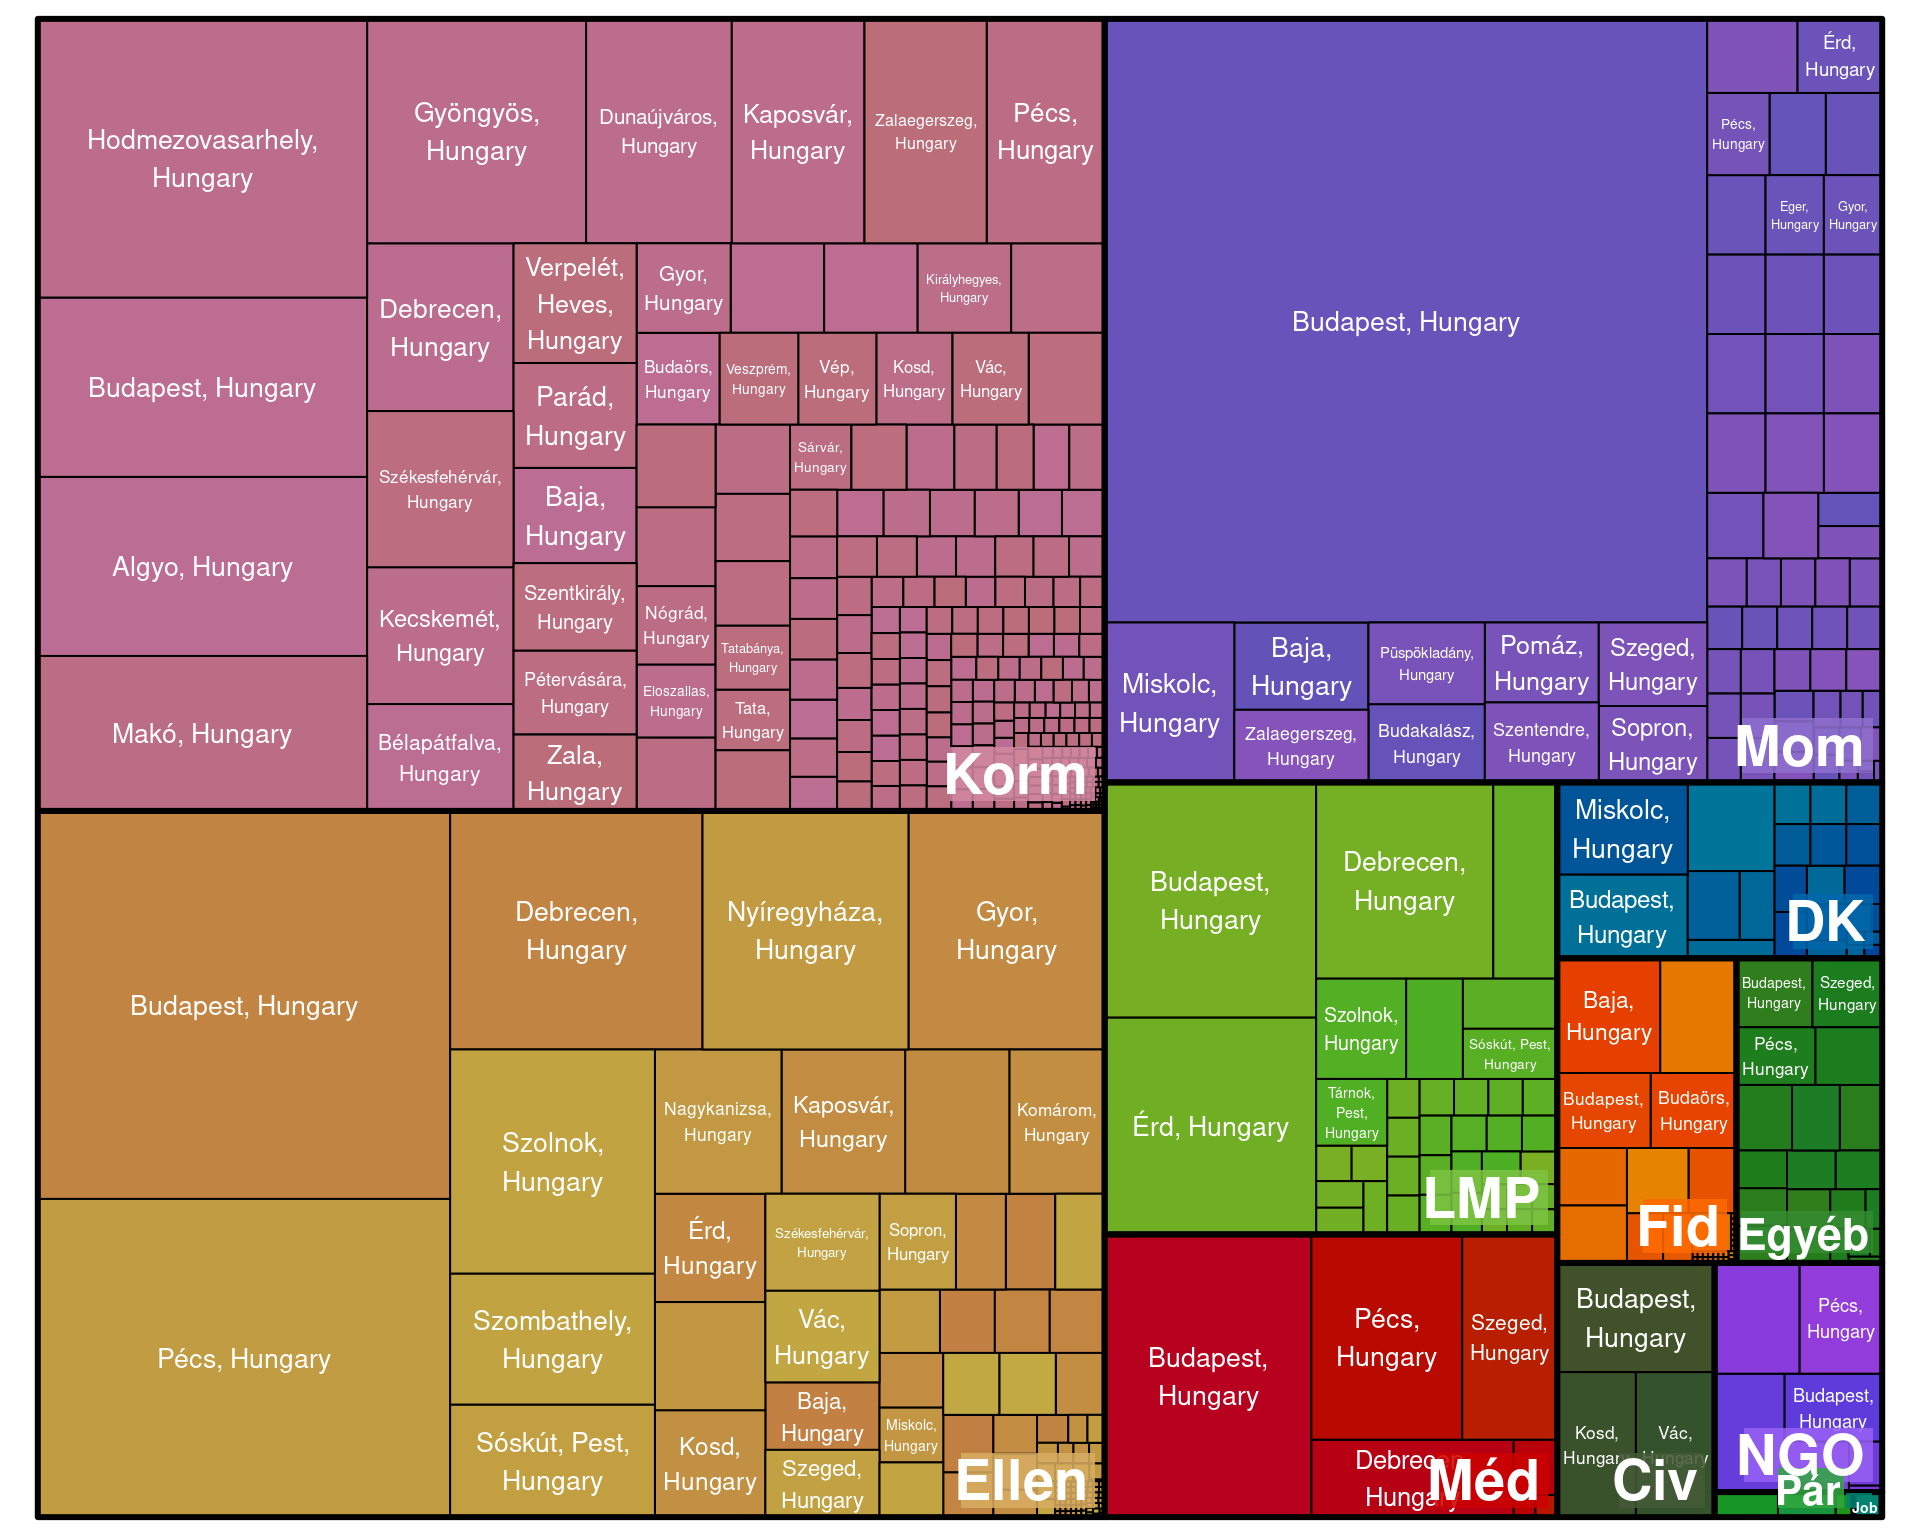 Hodmezovasarhely,
Hungary
Budapest, Hungary
Algyo, Hungary
Makó, Hungary
Gyöngyös,
Hungary
Dunaújváros,
Hungary
Kaposvár,
Hungary
Zalaegerszeg,
Hungary
Pécs,
Hungary
Debrecen,
Hungary
Székesfehérvár,
Hungary
Kecskemét,
Hungary
Bélapátfalva,
Hungary
Verpelét,
Heves,
Hungary
Parád,
Hungary
Baja,
Hungary
Szentkirály,
Hungary
Pétervására,
Hungary
Zala,
Hungary
Gyor,
Hungary
Királyhegyes,
Hungary
Budaörs,
Hungary
Veszprém,
Hungary
Vép,
Hungary
Kosd,
Hungary
Vác,
Hungary
Sárvár,
Hungary
Nógrád,
Hungary
Eloszallas,
Hungary
Tatabánya,
Hungary
Tata,
Hungary
Korm
Budapest, Hungary
Érd,
Hungary
Pécs,
Hungary
Eger,
Hungary
Gyor,
Hungary
Miskolc,
Hungary
Baja,
Hungary
Zalaegerszeg,
Hungary
Püspökladány,
Hungary
Budakalász,
Hungary
Pomáz,
Hungary
Szentendre,
Hungary
Szeged,
Hungary
Sopron,
Hungary
Mom
Budapest, Hungary
Pécs, Hungary
Debrecen,
Hungary
Nyíregyháza,
Hungary
Gyor,
Hungary
Szolnok,
Hungary
Szombathely,
Hungary
Sóskút, Pest,
Hungary
Nagykanizsa,
Hungary
Kaposvár,
Hungary
Komárom,
Hungary
Érd,
Hungary
Kosd,
Hungary
Székesfehérvár,
Hungary
Vác,
Hungary
Baja,
Hungary
Szeged,
Hungary
Sopron,
Hungary
Miskolc,
Hungary
Ellen
Budapest,
Hungary
Érd, Hungary
Debrecen,
Hungary
Szolnok,
Hungary
Sóskút, Pest,
Hungary
Tárnok,
Pest,
Hungary
LMP
Miskolc,
Hungary
Budapest,
Hungary
DK
Baja,
Hungary
Budapest,
Hungary
Budaörs,
Hungary
Fid
Budapest,
Hungary
Szeged,
Hungary
Pécs,
Hungary
Egyéb
Budapest,
Hungary
Pécs,
Hungary
Szeged,
Hungary
Debrecen,
Hungary
Méd
Budapest,
Hungary
Kosd,
Hungary
Vác,
Hungary
Civ
Pécs,
Hungary
Budapest,
Hungary
NGO
Pár
Job